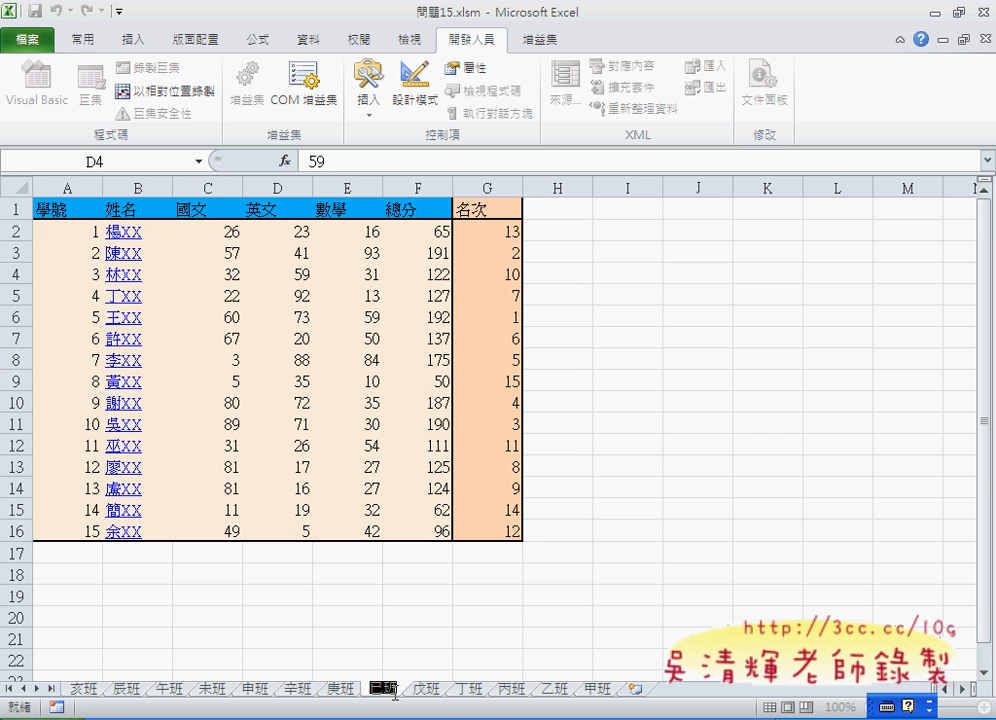 問題15.xlsm - Microsoft Excel
檔案 常用 插入 版面配置 公式 資料 校閱 檢視 開發人員 增益集
Visual Basic 巨集 錄製巨集 以相對位置錄製 巨集安全性 程式碼
增益集 COM 增益集 增益集
插入 設計模式 屬性 檢視程式碼 執行對話方塊 控制項
來源... 對應內容 擴充套件 重新整理資料 匯入 匯出 XML
文件面板 修改
D4 fx 59
A B C D E F G H I J K L M
1 學號 姓名 國文 英文 數學 總分 名次
2 1 楊XX 26 23 16 65 13
3 2 陳XX 57 41 93 191 2
4 3 林XX 32 59 31 122 10
5 4 丁XX 22 92 13 127 7
6 5 王XX 60 73 59 192 1
7 6 許XX 67 20 50 137 6
8 7 李XX 3 88 84 175 5
9 8 黃XX 5 35 10 50 15
10 9 謝XX 80 72 35 187 4
11 10 吳XX 89 71 30 190 3
12 11 巫XX 31 26 54 111 11
13 12 廖XX 81 17 27 125 8
14 13 盧XX 81 16 27 124 9
15 14 簡XX 11 19 32 62 14
16 15 余XX 49 5 42 96 12
17
18
19
20
21
22
http://3cc.cc/10g
吳清輝老師錄製
亥班 辰班 午班 未班 申班 辛班 庚班 己班 戊班 丁班 丙班 乙班 甲班
就緒 100%